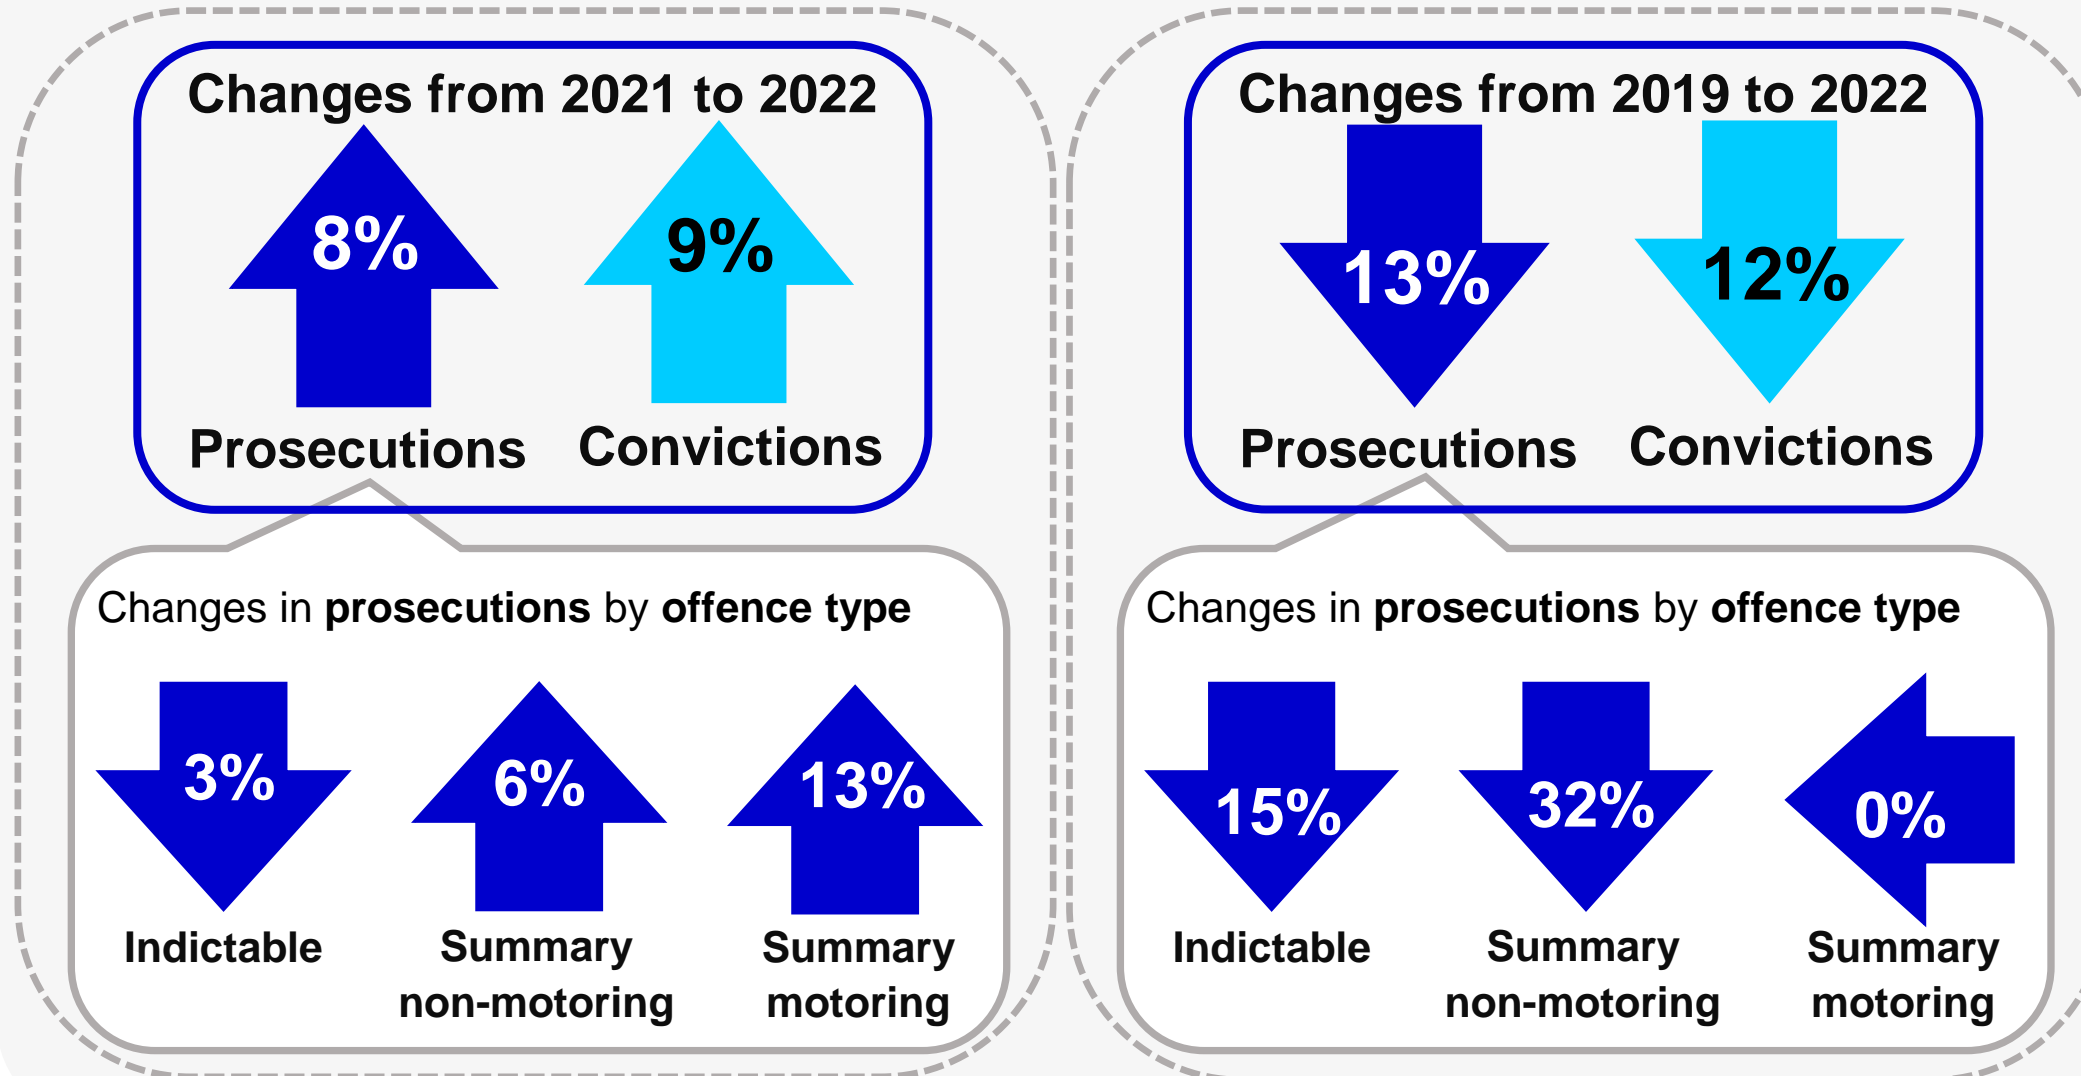 Changes from 2021 to 2022
8%
9%
Prosecutions
Convictions
Changes in prosecutions by offence type
3%
6%
13%
Indictable
Summary
non-motoring
Summary
motoring
Changes from 2019 to 2022
13%
12%
Prosecutions
Convictions
Changes in prosecutions by offence type
15%
32%
0%
Indictable
Summary
non-motoring
Summary
motoring